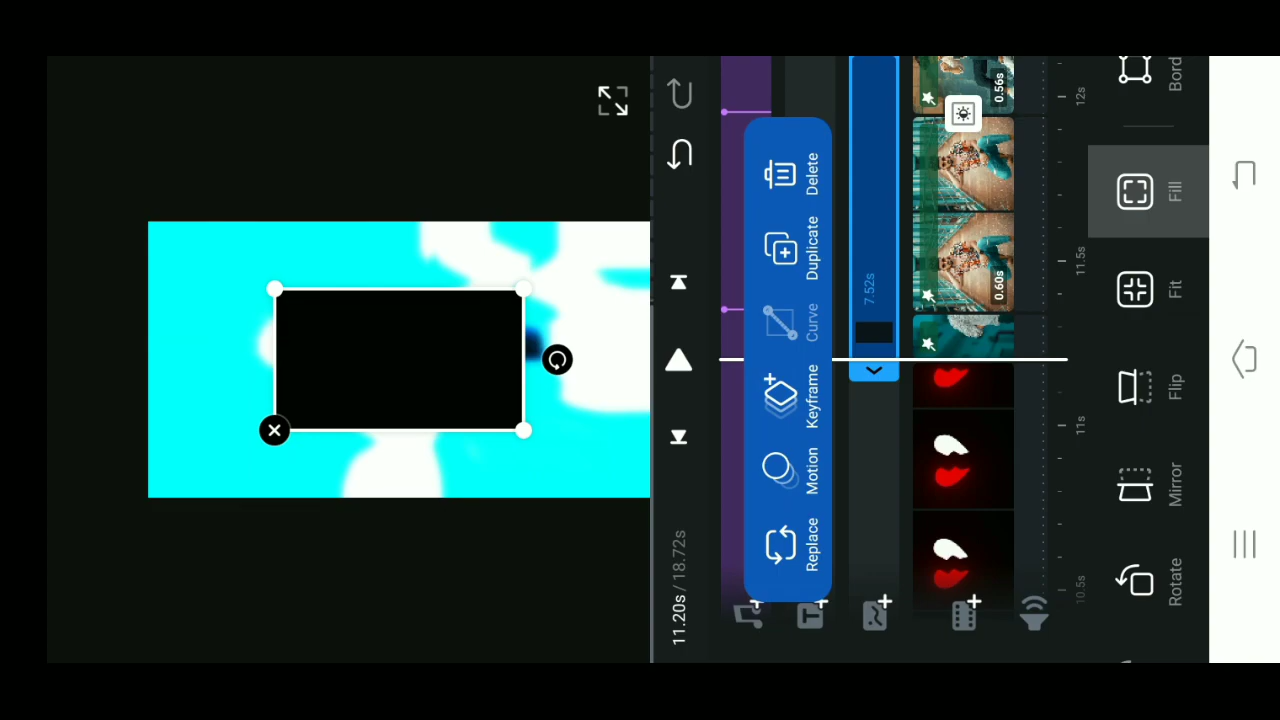 11.20s / 18.72s
Replace
Motion
Keyframe
Curve
Duplicate
Delete
T
7.52s
0.60s
0.56s
10.5s
11s
11.5s
12s
Rotate
Mirror
Flip
Fit
Fill
Bord